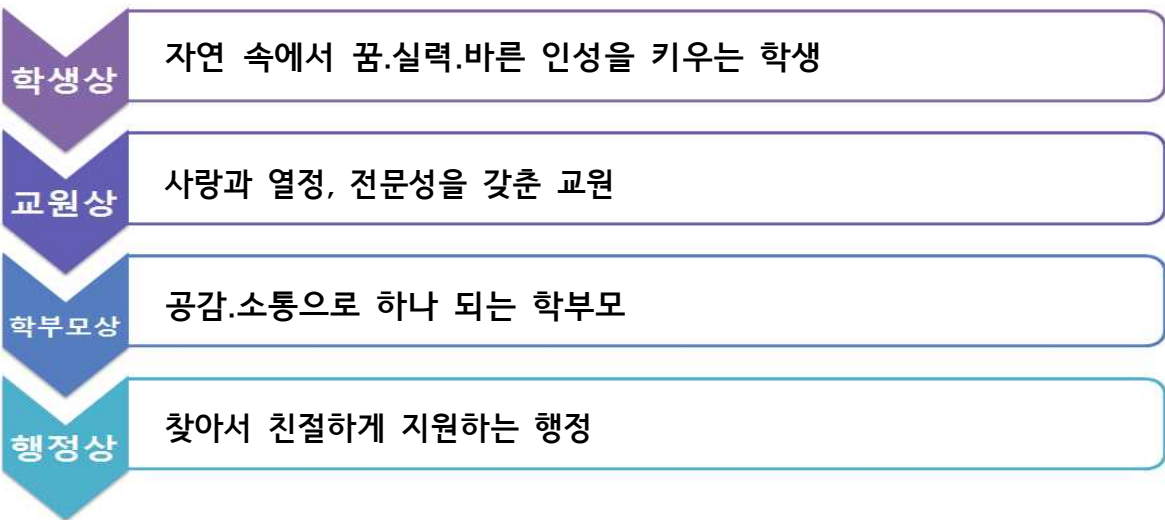 학생상
자연 속에서 꿈.실력.바른 인성을 키우는 학생
교원상
사랑과 열정, 전문성을 갖춘 교원
학부모상
공감.소통으로 하나 되는 학부모
행정상
찾아서 친절하게 지원하는 행정